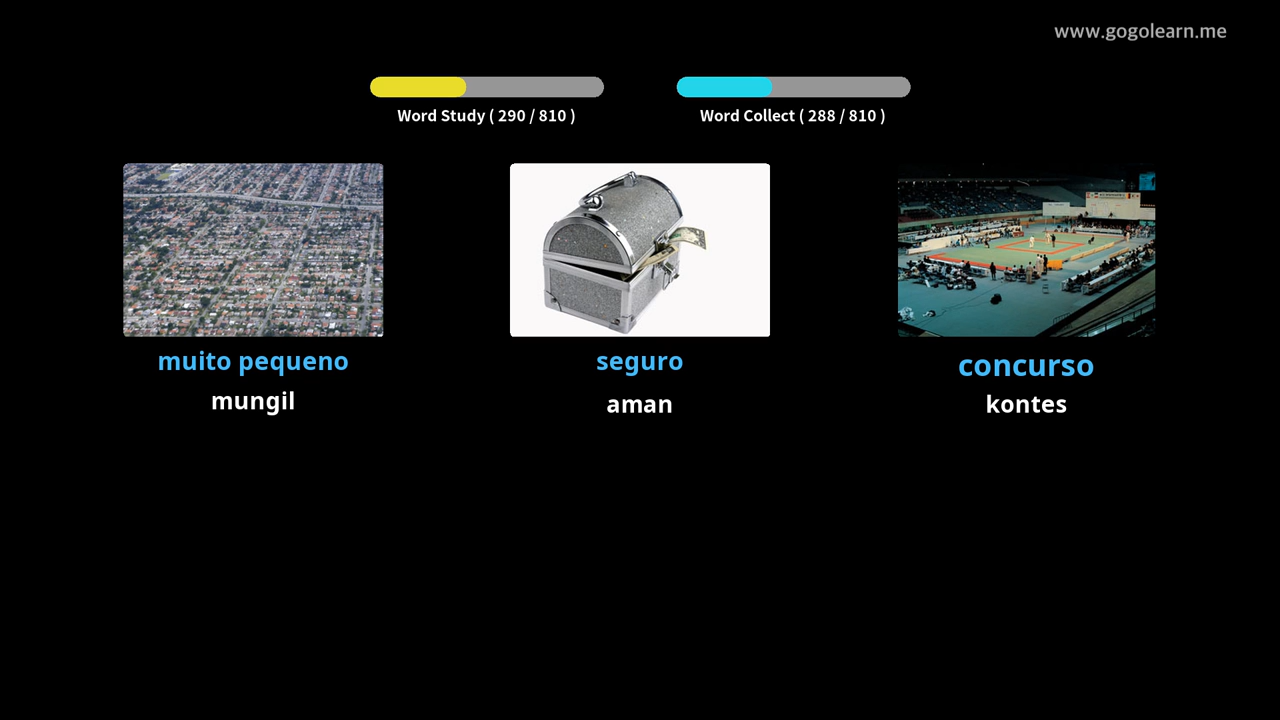 www.gogolearn.me
Word Study ( 290 / 810 )
Word Collect ( 288 / 810 )
muito pequeno
mungil
seguro
aman
concurso
kontes